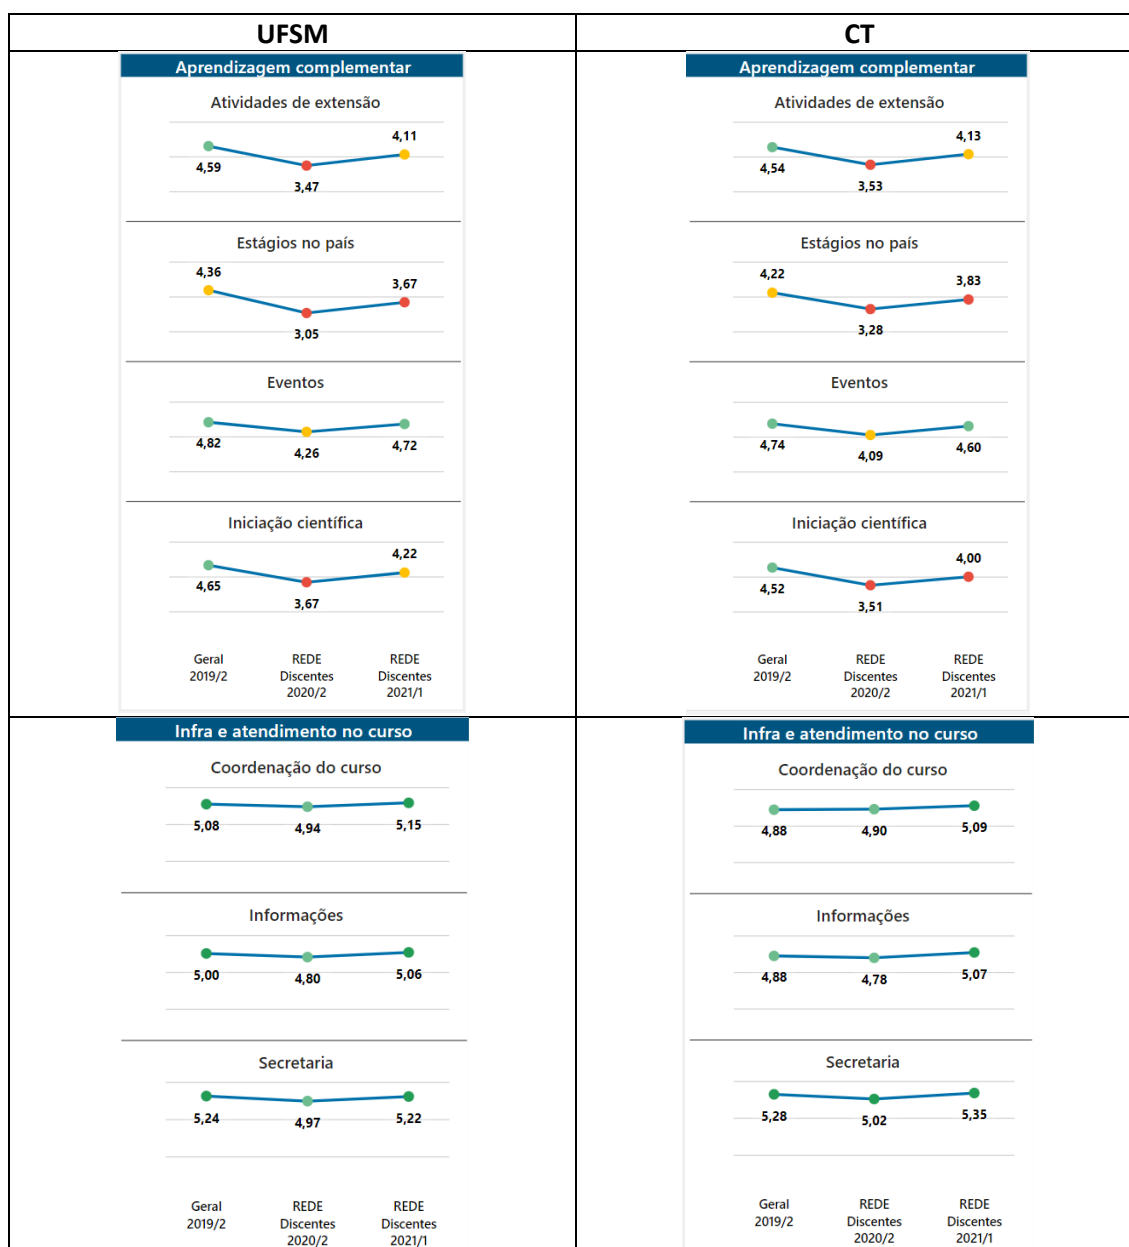 UFSM
CT
Aprendizagem complementar
Atividades de extensão
4,59
3,47
4,11
Estágios no país
4,36
3,05
3,67
Eventos
4,82
4,26
4,72
Iniciação científica
4,65
3,67
4,22
Geral
2019/2
REDE
Discentes
2020/2
REDE
Discentes
2021/1
Aprendizagem complementar
Atividades de extensão
4,54
3,53
4,13
Estágios no país
4,22
3,28
3,83
Eventos
4,74
4,09
4,60
Iniciação científica
4,52
3,51
4,00
Geral
2019/2
REDE
Discentes
2020/2
REDE
Discentes
2021/1
Infra e atendimento no curso
Coordenação do curso
5,08
4,94
5,15
Informações
5,00
4,80
5,06
Secretaria
5,24
4,97
5,22
Geral
2019/2
REDE
Discentes
2020/2
REDE
Discentes
2021/1
Infra e atendimento no curso
Coordenação do curso
4,88
4,90
5,09
Informações
4,88
4,78
5,07
Secretaria
5,28
5,02
5,35
Geral
2019/2
REDE
Discentes
2020/2
REDE
Discentes
2021/1